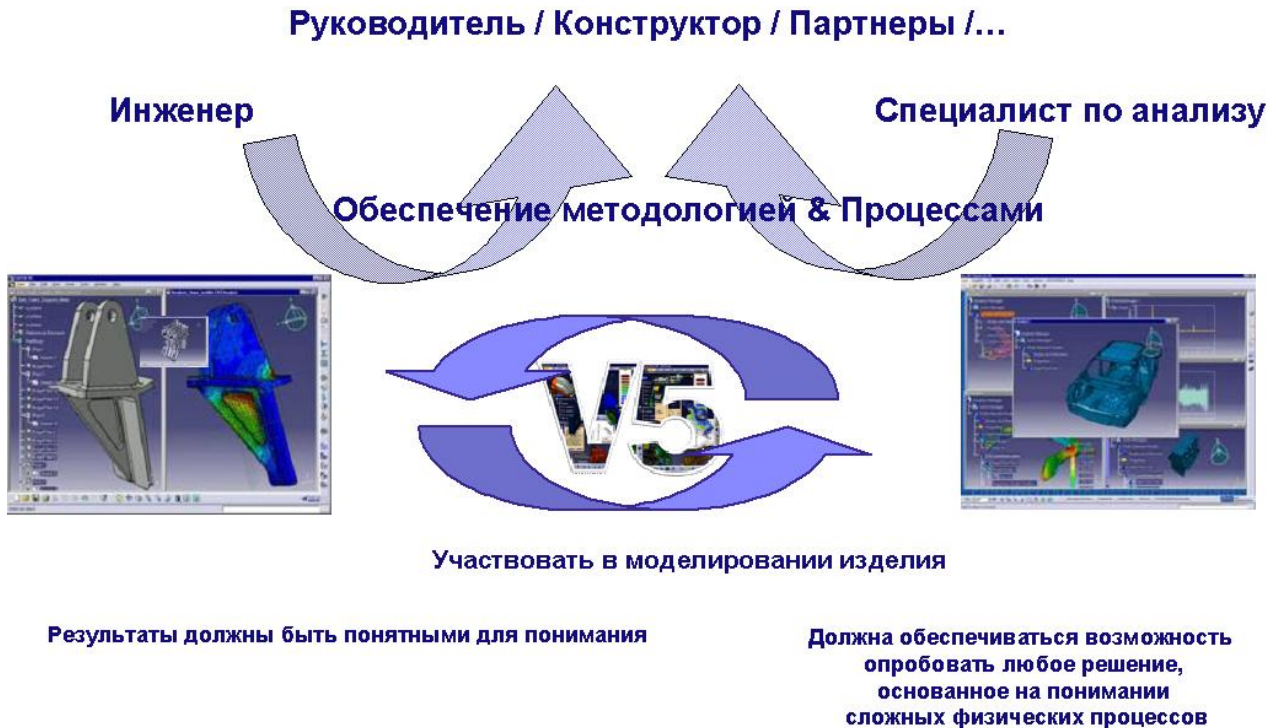 Руководитель / Конструктор / Партнеры /…
Инженер
Специалист по анализу
Обеспечение методологией & Процессами
V5
Участвовать в моделировании изделия
Результаты должны быть понятными для понимания
Должна обеспечиваться возможность
опробовать любое решение,
основанное на понимании
сложных физических процессов